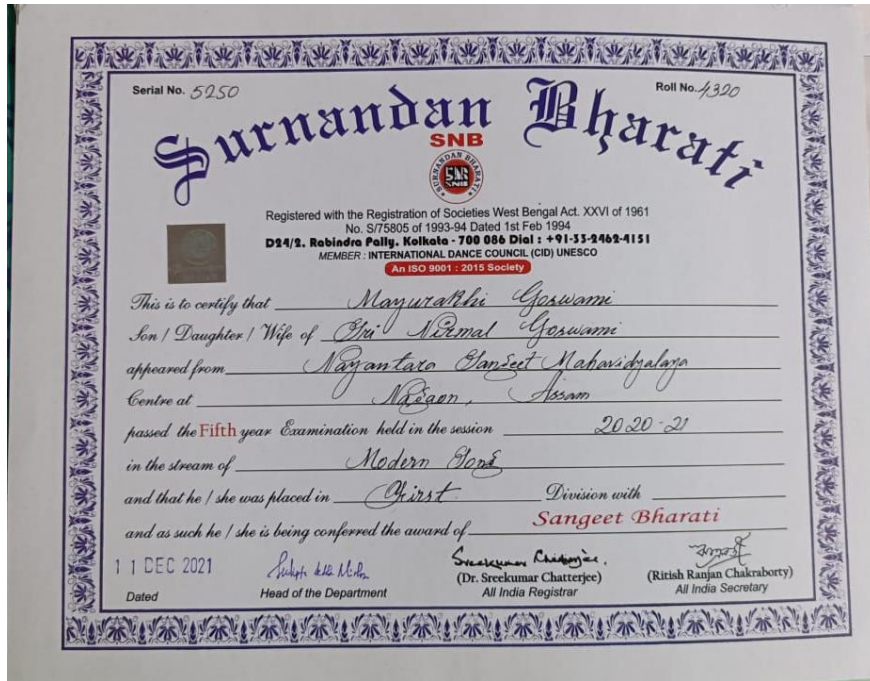 Serial No. 5250
Roll No. 4320
Surnandan Bharati
SNB
SURNANDAN BHARATI
SNB
Registered with the Registration of Societies West Bengal Act. XXVI of 1961
No. S/75805 of 1993-94 Dated 1st Feb 1994
D24/2, Rabindra Pally, Kolkata - 700 086 Dial : +91-33-2462-4151
MEMBER : INTERNATIONAL DANCE COUNCIL (CID) UNESCO
An ISO 9001 : 2015 Society
This is to certify that Mayurakhi Goswami
Son / Daughter / Wife of Sri Nirmal Goswami
appeared from Nayantara Sangeet Mahavidyalaya
Centre at Nagaon, Assam
passed the Fifth year Examination held in the session 2020-21
in the stream of Modern Song
and that he / she was placed in First Division with
and as such he / she is being conferred the award of Sangeet Bharati
11 DEC 2021
Dated
Head of the Department
Sreekumar Chatterjee.
(Dr. Sreekumar Chatterjee)
All India Registrar
(Ritish Ranjan Chakraborty)
All India Secretary